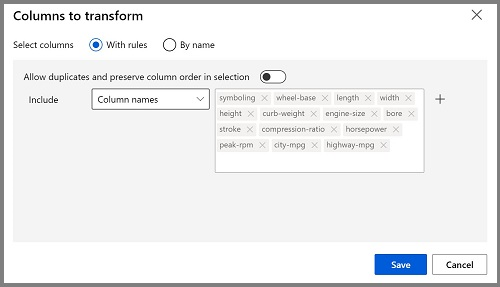 Columns to transform
Select columns With rules By name
Allow duplicates and preserve column order in selection
Include Column names symboling wheel-base length width
height curb-weight engine-size bore
stroke compression-ratio horsepower
peak-rpm city-mpg highway-mpg
Save Cancel